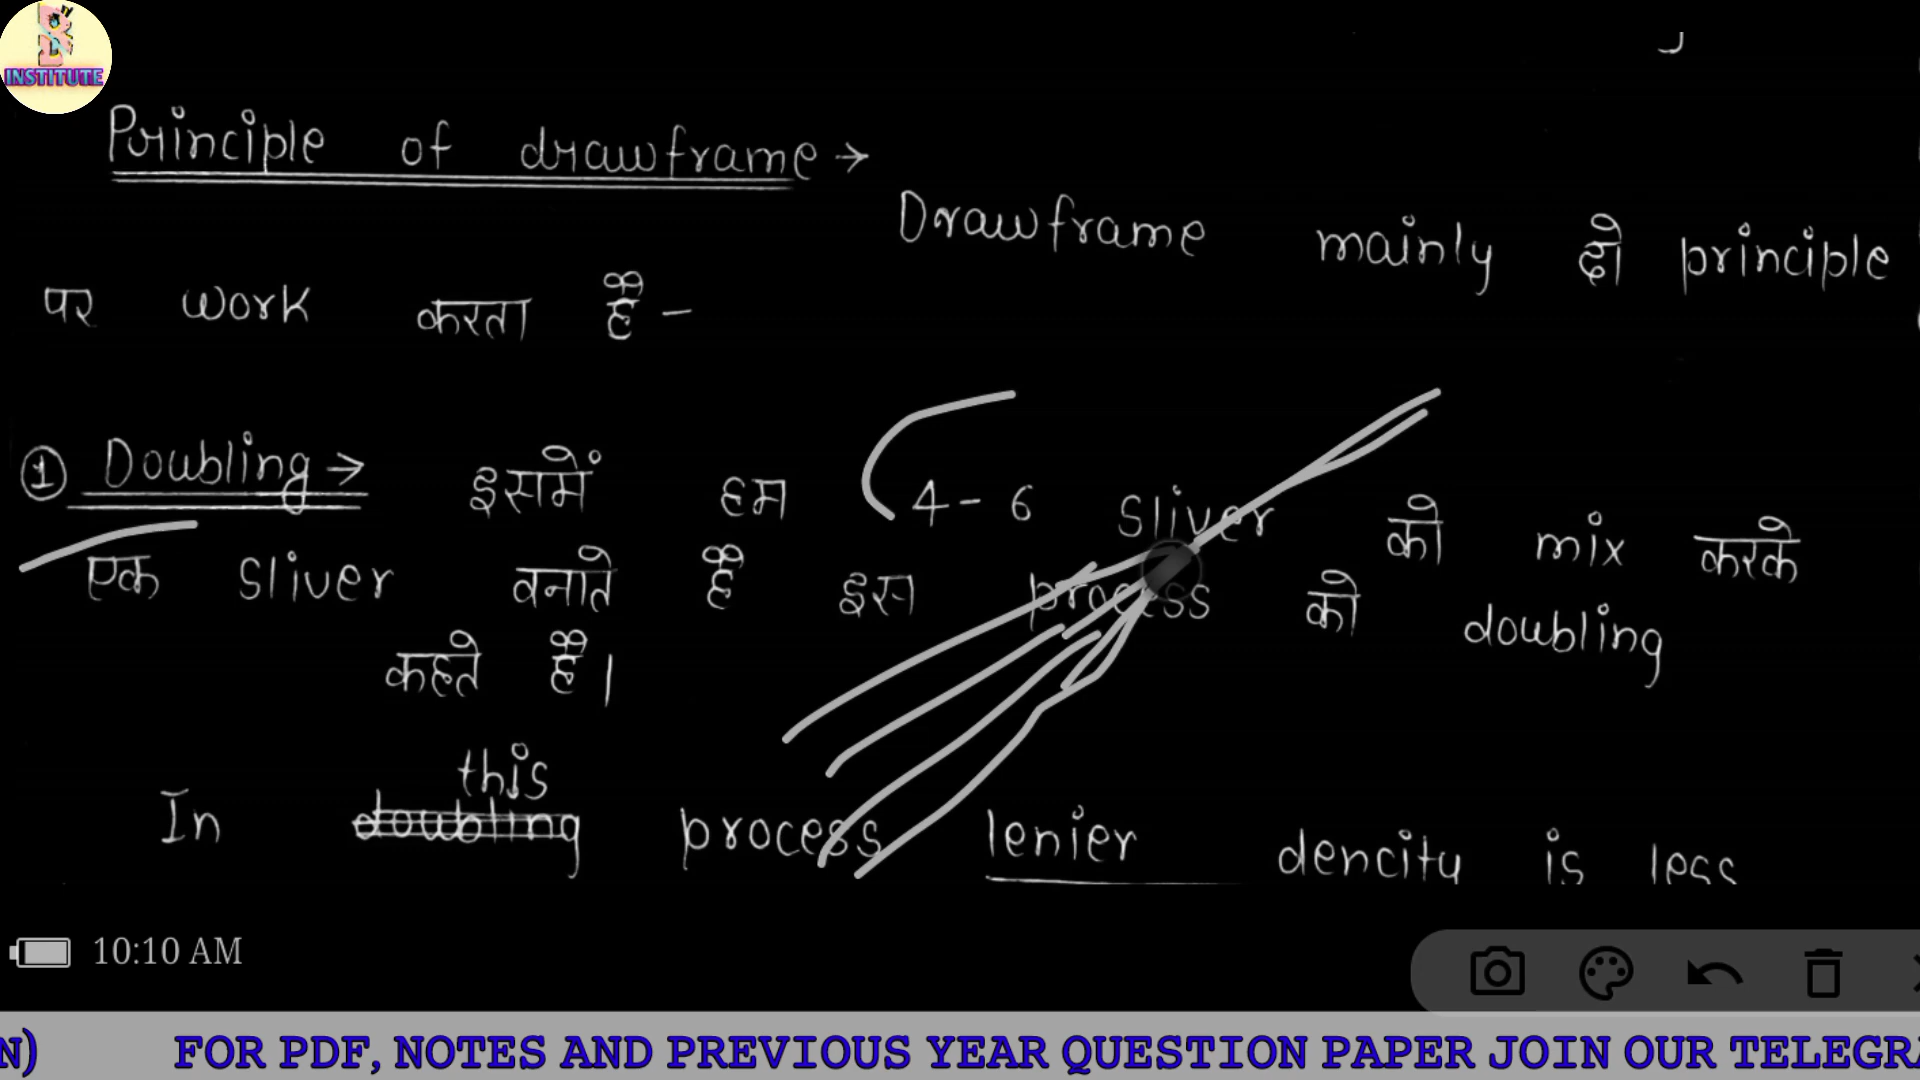 INSTITUTE
Principle of drawframe →
Drawframe mainly दो principle
पर work करता है -
① Doubling → इसमें हम 4-6 Sliver को mix करके
एक Sliver बनाते है इस process को doubling
कहते है।
this
In doubling process lenier dencity is less
10:10 AM
N) FOR PDF, NOTES AND PREVIOUS YEAR QUESTION PAPER JOIN OUR TELEGRA